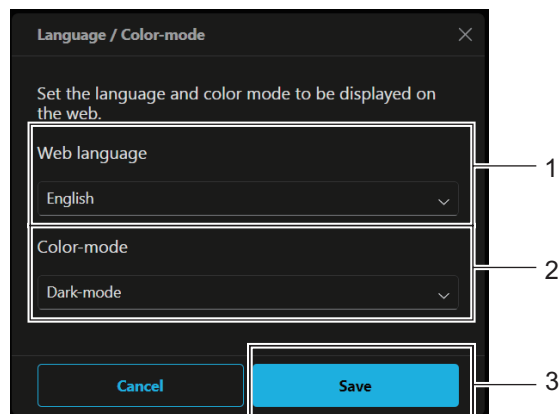 Language / Color-mode
Set the language and color mode to be displayed on
the web.
Web language
1
English
Color-mode
2
Dark-mode
Cancel
Save
3